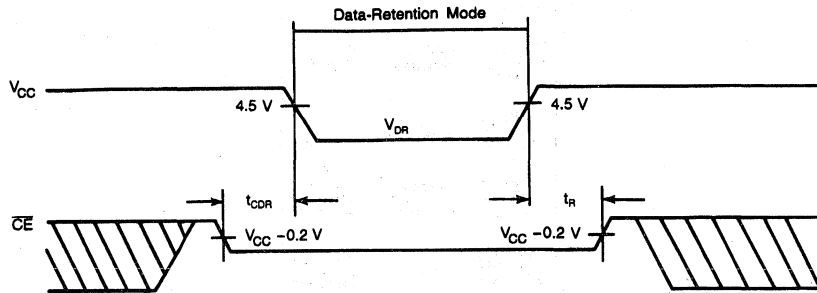 Data-Retention Mode
VCC
4.5 V
VDR
4.5 V
tCDR
tR
CE
VCC -0.2 V
VCC -0.2 V